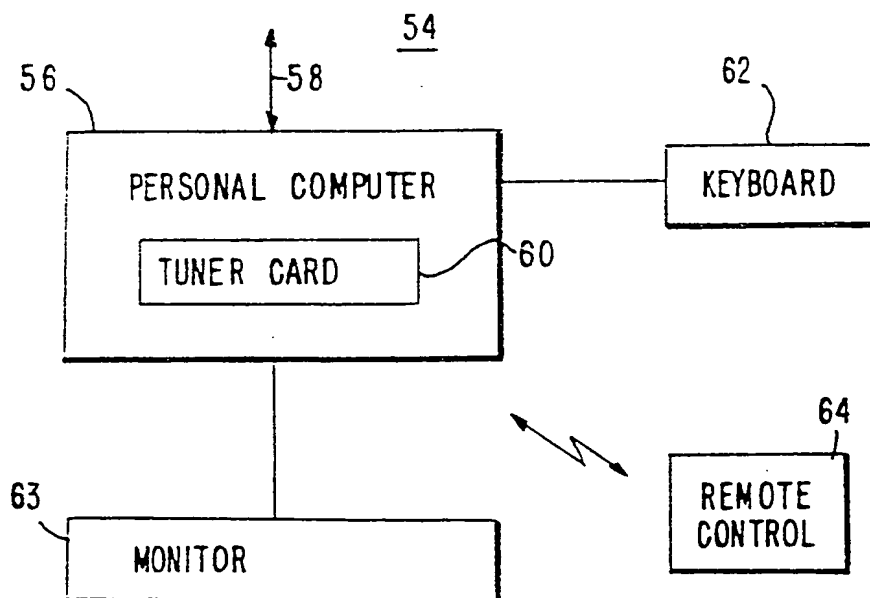 54
56
58
62
PERSONAL COMPUTER
KEYBOARD
TUNER CARD
60
64
63
REMOTE
CONTROL
MONITOR